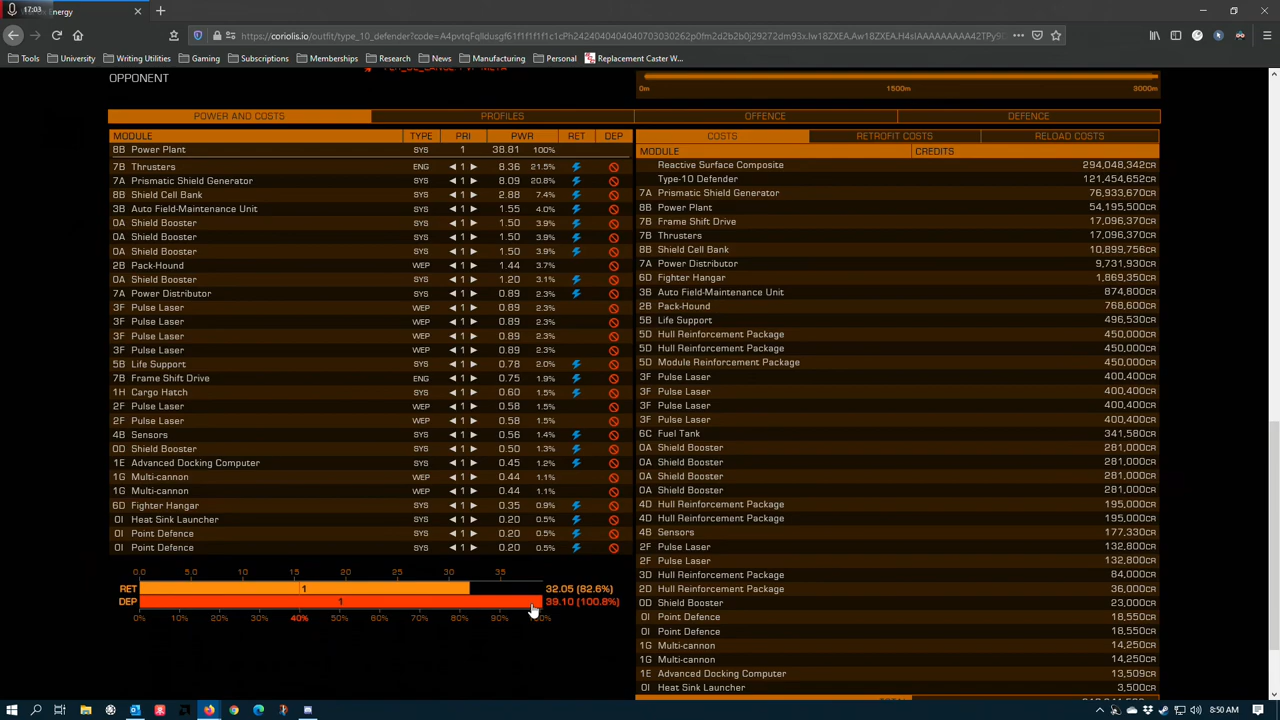 17:03
Energy
https://coriolis.io/outfit/type_10_defender?code=
Tools University Gaming Subscriptions Memberships Research News Manufacturing Personal Replacement Caster W...
OPPONENT
0m 1500m 3000m
POWER AND COSTS PROFILES OFFENCE DEFENCE
MODULE TYPE PRI PWR RET DEP
8B Power Plant SYS 1 38.81 100%
7B Thrusters ENG 1 8.36 21.5%
7A Prismatic Shield Generator SYS 1 8.09 20.8%
8B Shield Cell Bank SYS 1 2.88 7.4%
3B Auto Field-Maintenance Unit SYS 1 1.55 4.0%
0A Shield Booster SYS 1 1.50 3.9%
0A Shield Booster SYS 1 1.50 3.9%
0A Shield Booster SYS 1 1.50 3.9%
2B Pack-Hound WEP 1 1.44 3.7%
0A Shield Booster SYS 1 1.20 3.1%
7A Power Distributor SYS 1 0.89 2.3%
3F Pulse Laser WEP 1 0.89 2.3%
3F Pulse Laser WEP 1 0.89 2.3%
3F Pulse Laser WEP 1 0.89 2.3%
3F Pulse Laser WEP 1 0.89 2.3%
5B Life Support SYS 1 0.78 2.0%
7B Frame Shift Drive ENG 1 0.75 1.9%
1H Cargo Hatch SYS 1 0.60 1.5%
2F Pulse Laser WEP 1 0.58 1.5%
2F Pulse Laser WEP 1 0.58 1.5%
4B Sensors SYS 1 0.56 1.4%
0D Shield Booster SYS 1 0.50 1.3%
1E Advanced Docking Computer SYS 1 0.45 1.2%
1G Multi-cannon WEP 1 0.44 1.1%
1G Multi-cannon WEP 1 0.44 1.1%
6D Fighter Hangar SYS 1 0.35 0.9%
0I Heat Sink Launcher SYS 1 0.20 0.5%
0I Point Defence SYS 1 0.20 0.5%
0I Point Defence SYS 1 0.20 0.5%
0.0 5.0 10 15 20 25 30 35
RET 1 32.05 (82.6%)
DEP 1 39.10 (100.8%)
0% 10% 20% 30% 40% 50% 60% 70% 80% 90% 100%
COSTS RETROFIT COSTS RELOAD COSTS
MODULE CREDITS
Reactive Surface Composite 294,048,342CR
Type-10 Defender 121,454,652CR
7A Prismatic Shield Generator 76,933,670CR
8B Power Plant 54,195,500CR
7B Frame Shift Drive 17,096,370CR
7B Thrusters 17,096,370CR
8B Shield Cell Bank 10,899,756CR
7A Power Distributor 9,731,930CR
6D Fighter Hangar 1,869,350CR
3B Auto Field-Maintenance Unit 874,800CR
2B Pack-Hound 768,600CR
5B Life Support 496,530CR
5D Hull Reinforcement Package 450,000CR
5D Hull Reinforcement Package 450,000CR
5D Module Reinforcement Package 450,000CR
3F Pulse Laser 400,400CR
3F Pulse Laser 400,400CR
3F Pulse Laser 400,400CR
3F Pulse Laser 400,400CR
6C Fuel Tank 341,580CR
0A Shield Booster 281,000CR
0A Shield Booster 281,000CR
0A Shield Booster 281,000CR
0A Shield Booster 281,000CR
4D Hull Reinforcement Package 195,000CR
4D Hull Reinforcement Package 195,000CR
4B Sensors 177,330CR
2F Pulse Laser 132,800CR
2F Pulse Laser 132,800CR
3D Hull Reinforcement Package 84,000CR
2D Hull Reinforcement Package 36,000CR
0D Shield Booster 23,000CR
0I Point Defence 18,550CR
0I Point Defence 18,550CR
1G Multi-cannon 14,250CR
1G Multi-cannon 14,250CR
1E Advanced Docking Computer 13,509CR
0I Heat Sink Launcher 3,500CR
8:50 AM